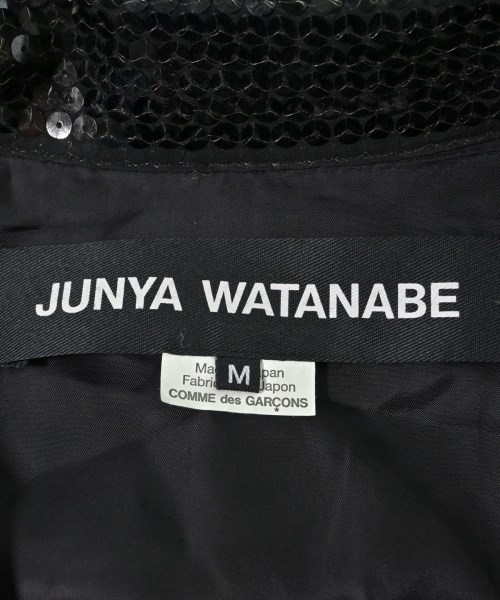 JUNYA WATANABE
M
Japon
COMME des GARÇONS